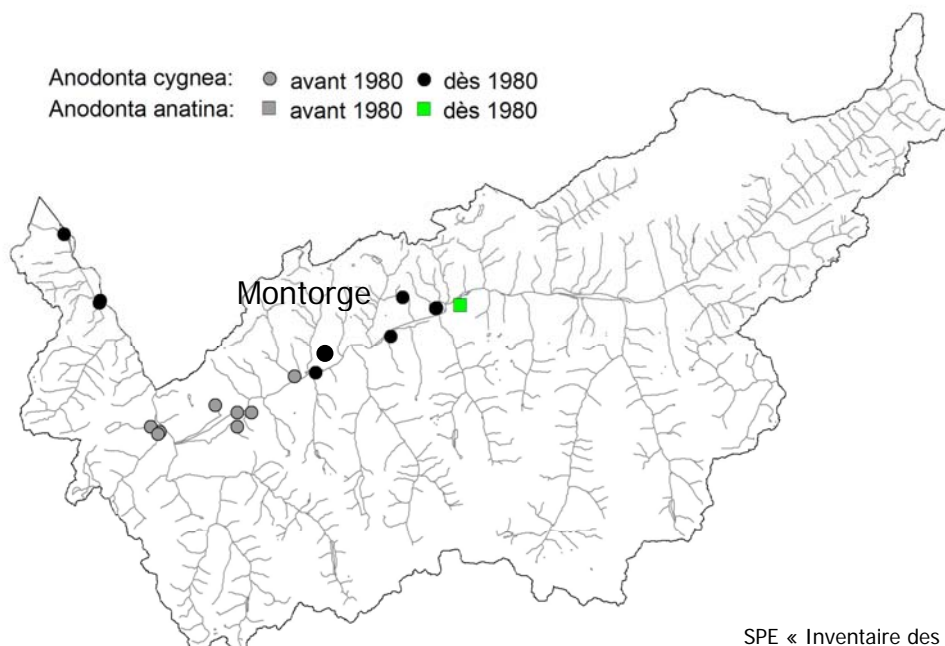 Anodonta cygnea: avant 1980 dès 1980
Anodonta anatina: avant 1980 dès 1980
Montorge
SPE « Inventaire des